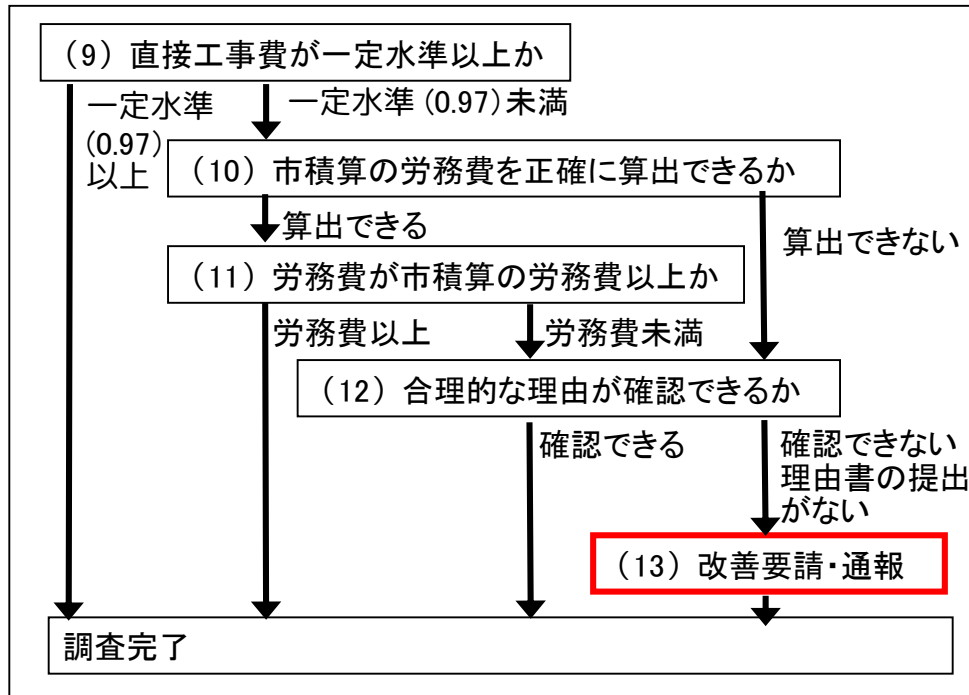 （9）直接工事費が一定水準以上か
一定水準
(0.97)
以上
一定水準 (0.97) 未満
（10）市積算の労務費を正確に算出できるか
算出できる
算出できない
（11）労務費が市積算の労務費以上か
労務費以上
労務費未満
（12）合理的な理由が確認できるか
確認できる
確認できない
理由書の提出
がない
（13）改善要請・通報
調査完了